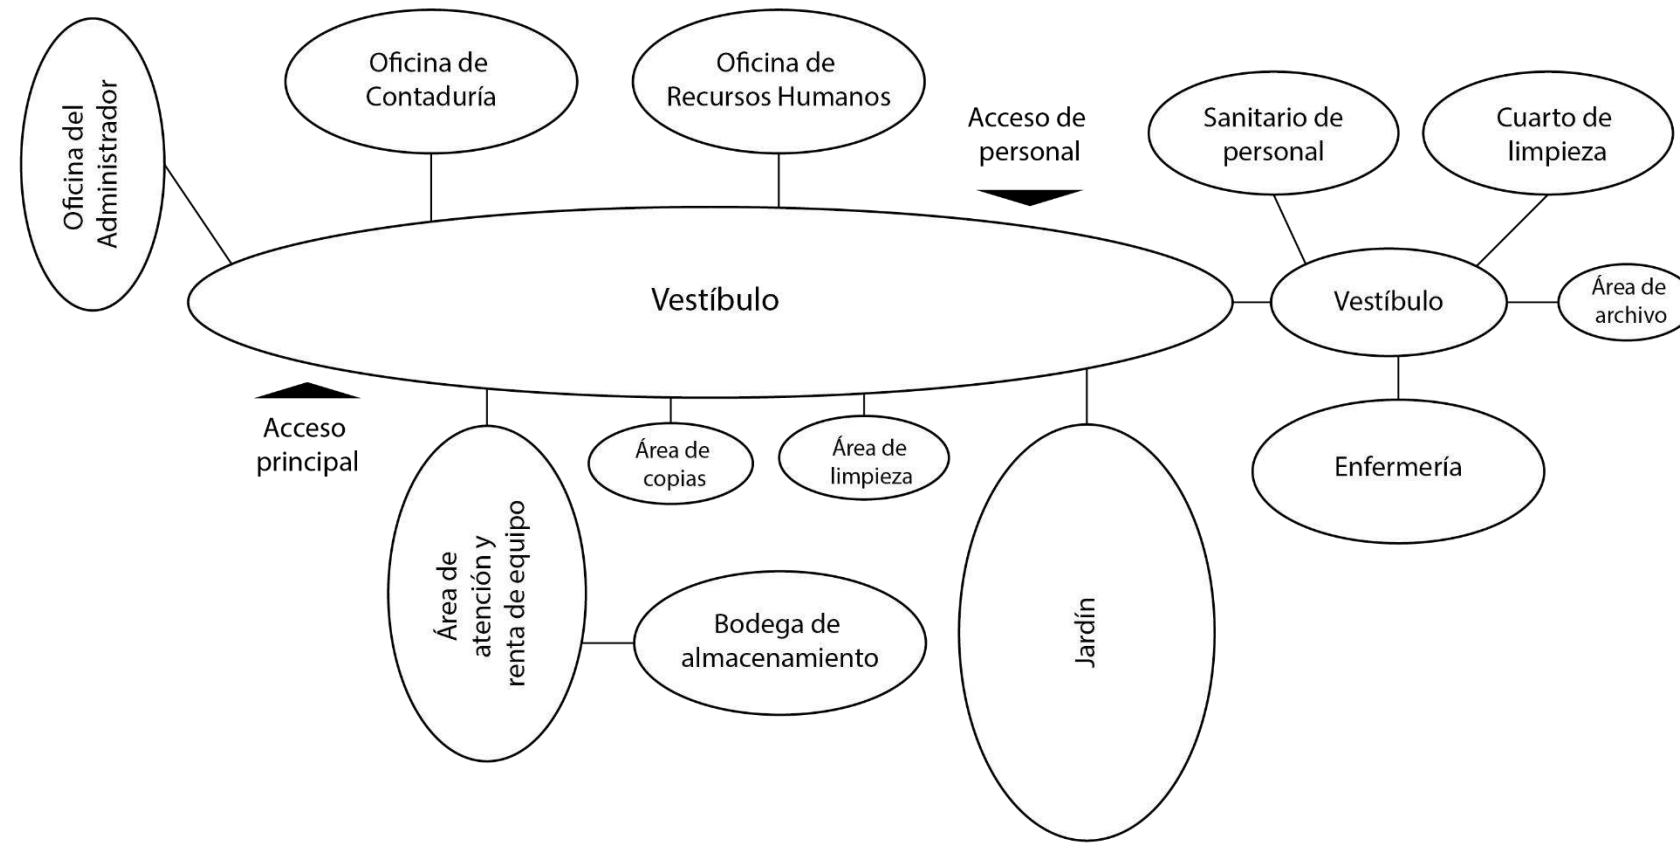 Oficina del
Administrador
Oficina de
Contaduría
Oficina de
Recursos Humanos
Acceso de
personal
Sanitario de
personal
Cuarto de
limpieza
Vestíbulo
Vestíbulo
Área de
archivo
Acceso
principal
Área de
copias
Área de
limpieza
Enfermería
Área de
atención y
renta de equipo
Bodega de
almacenamiento
Jardín